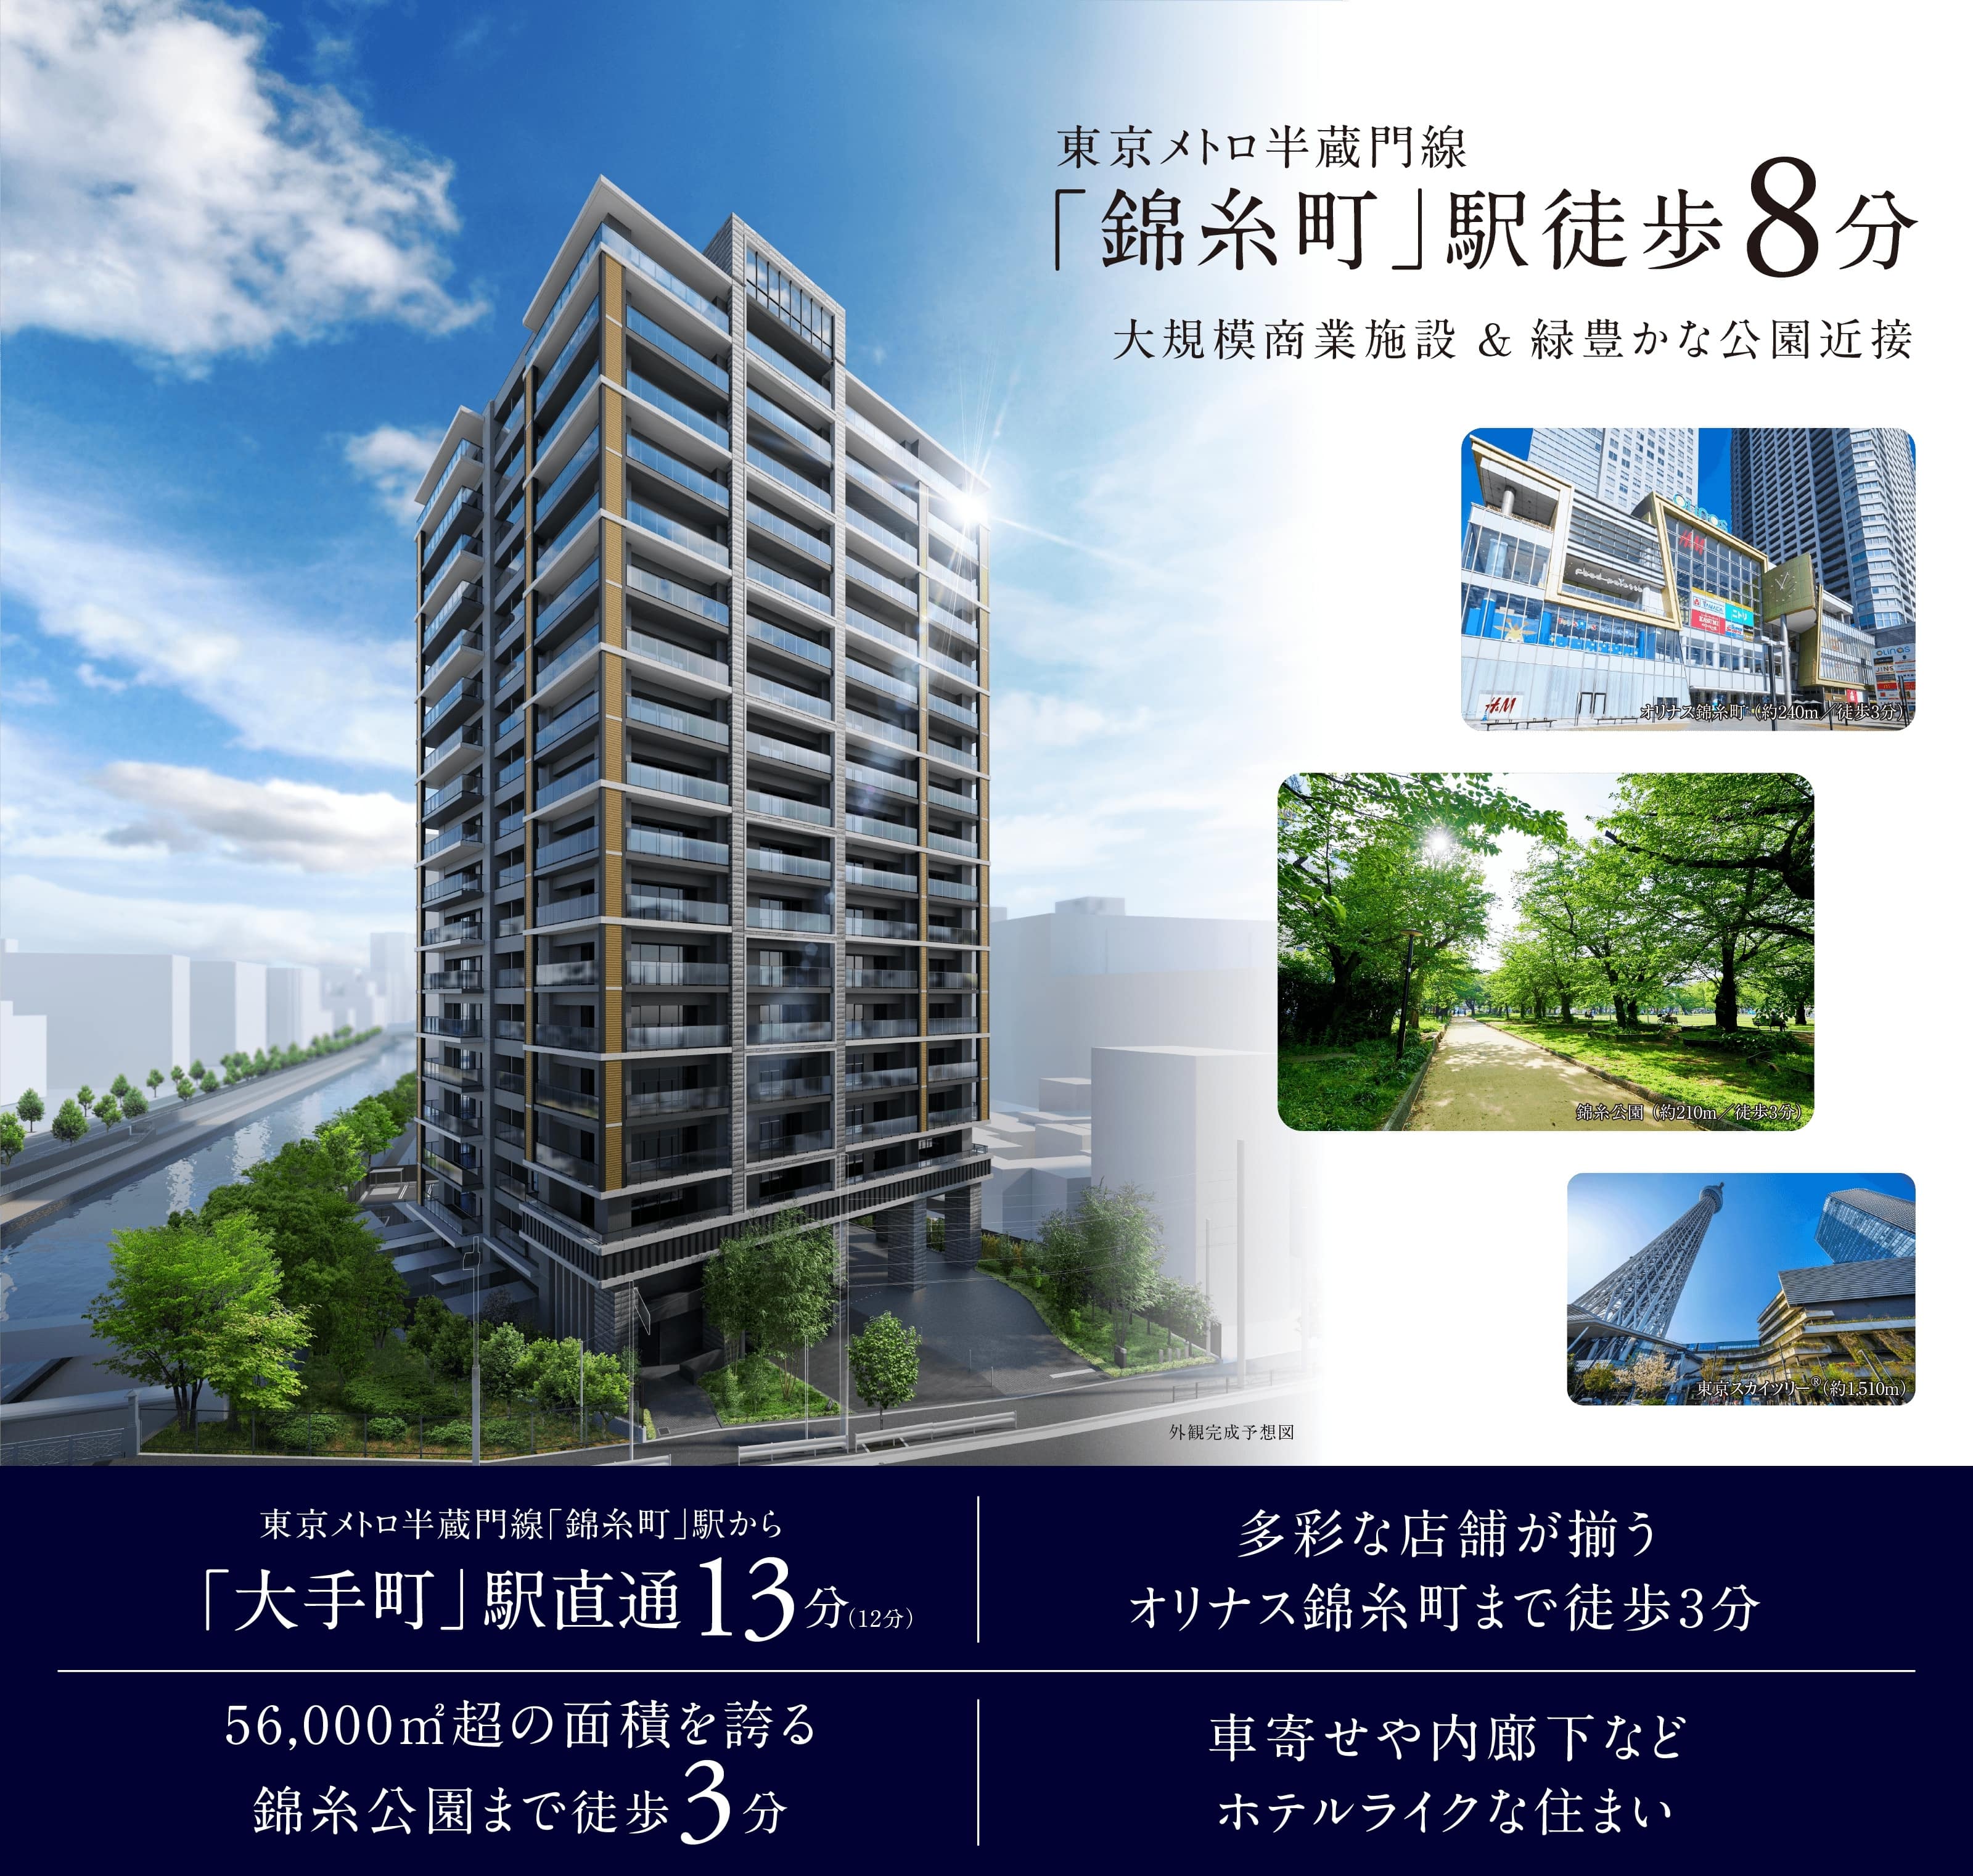 東京メトロ半蔵門線
「錦糸町」駅徒歩8分
大規模商業施設 & 緑豊かな公園近接
OLINAS
H&M
ニトリ
OLINAS
JINS
H&M
オリナス錦糸町（約240m／徒歩3分）
錦糸公園（約210m／徒歩3分）
東京スカイツリー®（約1,510m）
外観完成予想図
東京メトロ半蔵門線「錦糸町」駅から
「大手町」駅直通13分（12分）
多彩な店舗が揃う
オリナス錦糸町まで徒歩3分
56,000㎡超の面積を誇る
錦糸公園まで徒歩3分
車寄せや内廊下など
ホテルライクな住まい